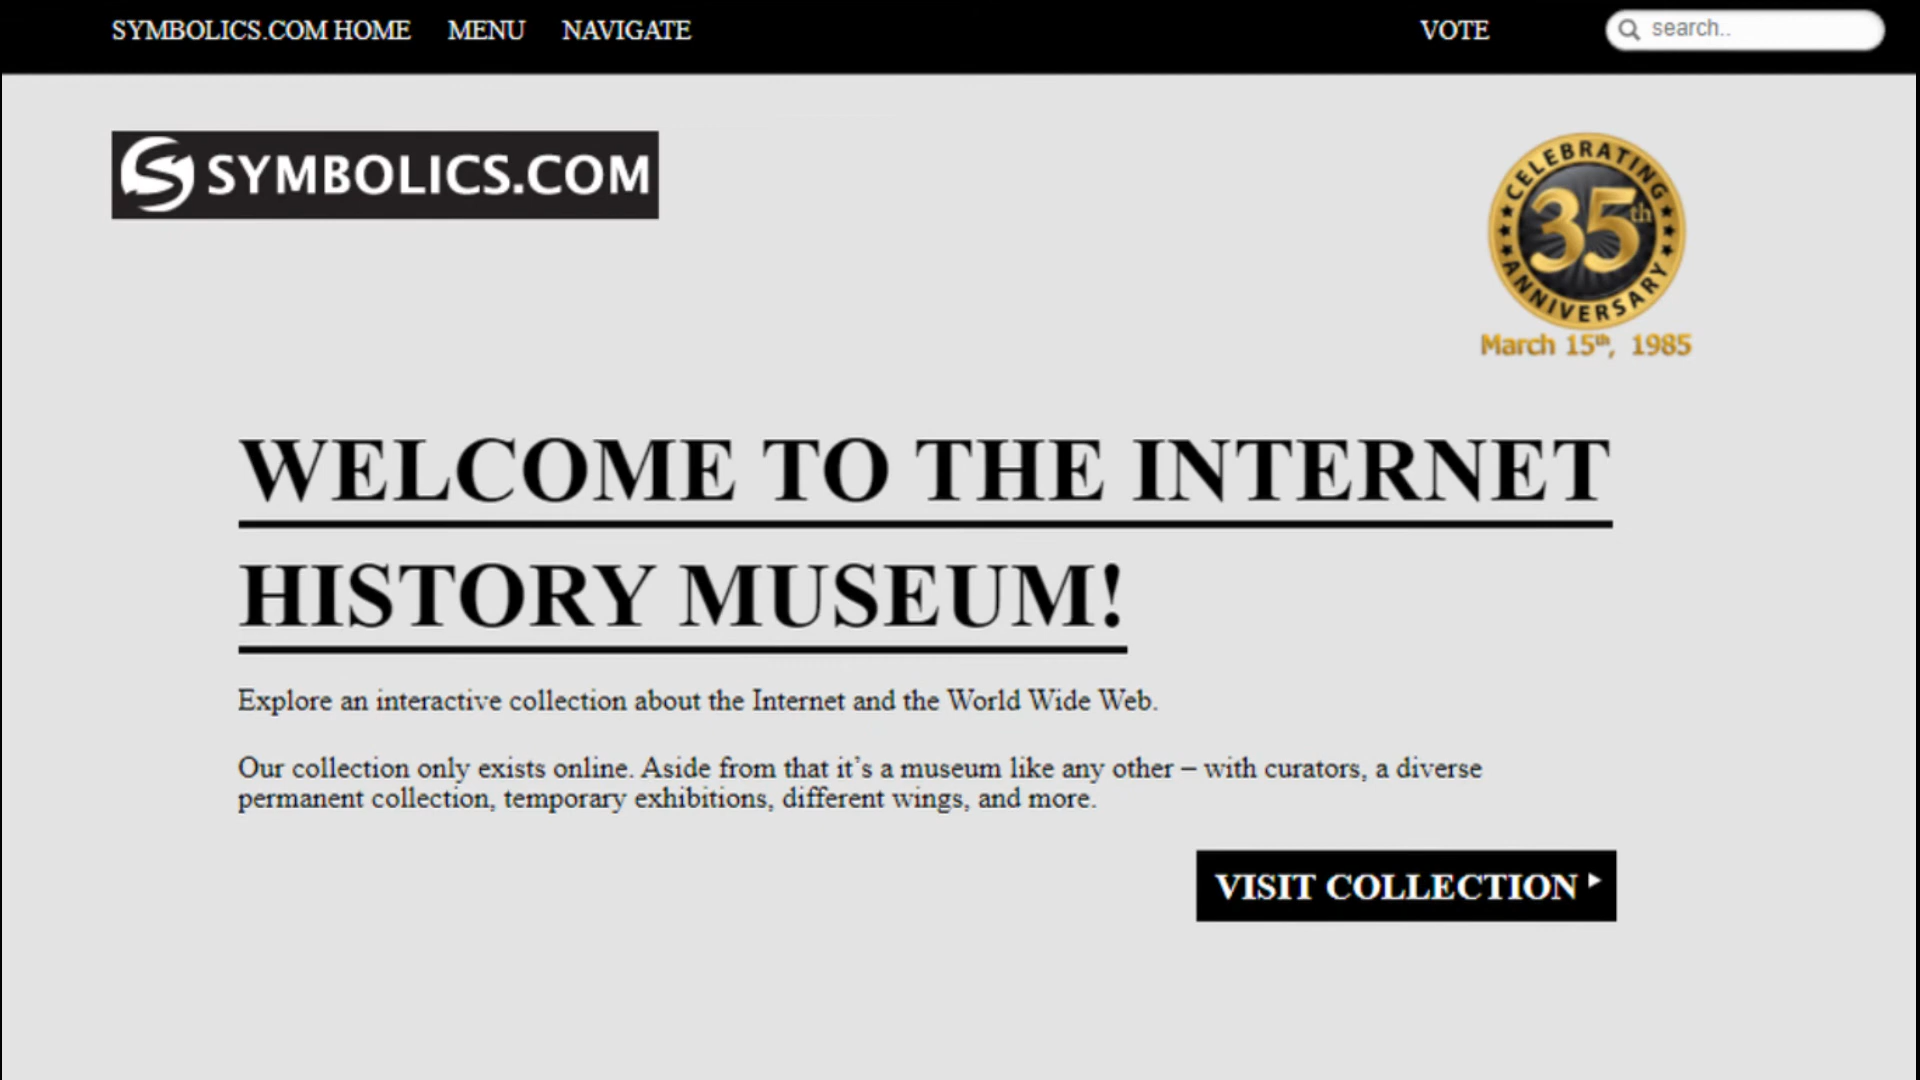 SYMBOLICS.COM HOME MENU NAVIGATE VOTE search..
SYMBOLICS.COM
CELEBRATING
35th
ANNIVERSARY
March 15th, 1985
WELCOME TO THE INTERNET
HISTORY MUSEUM!
Explore an interactive collection about the Internet and the World Wide Web.
Our collection only exists online. Aside from that it's a museum like any other – with curators, a diverse
permanent collection, temporary exhibitions, different wings, and more.
VISIT COLLECTION